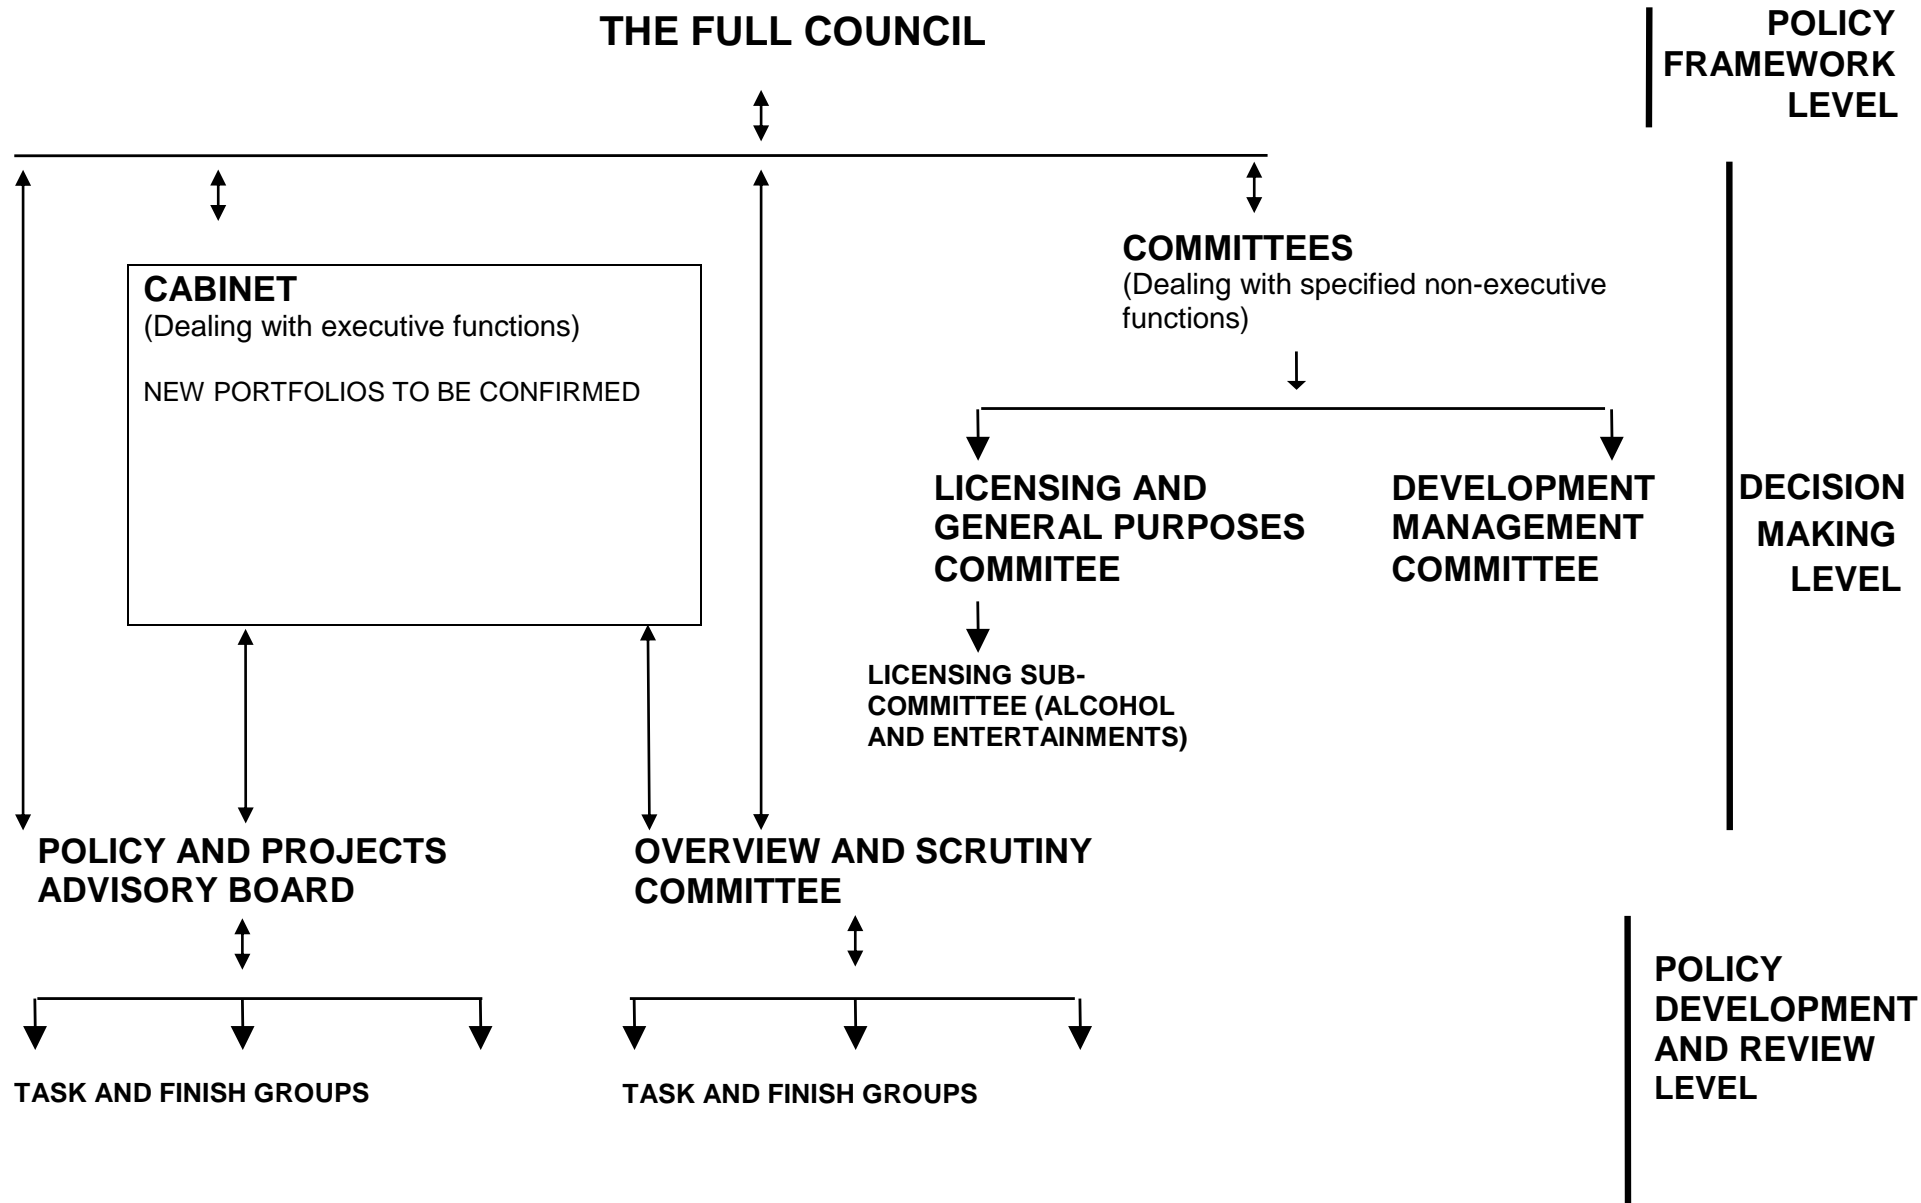 THE FULL COUNCIL
POLICY
FRAMEWORK
LEVEL
CABINET
(Dealing with executive functions)
NEW PORTFOLIOS TO BE CONFIRMED
COMMITTEES
(Dealing with specified non-executive
functions)
LICENSING AND
GENERAL PURPOSES
COMMITEE
DEVELOPMENT
MANAGEMENT
COMMITTEE
DECISION
MAKING
LEVEL
LICENSING SUB-
COMMITTEE (ALCOHOL
AND ENTERTAINMENTS)
POLICY AND PROJECTS
ADVISORY BOARD
OVERVIEW AND SCRUTINY
COMMITTEE
POLICY
DEVELOPMENT
AND REVIEW
LEVEL
TASK AND FINISH GROUPS
TASK AND FINISH GROUPS